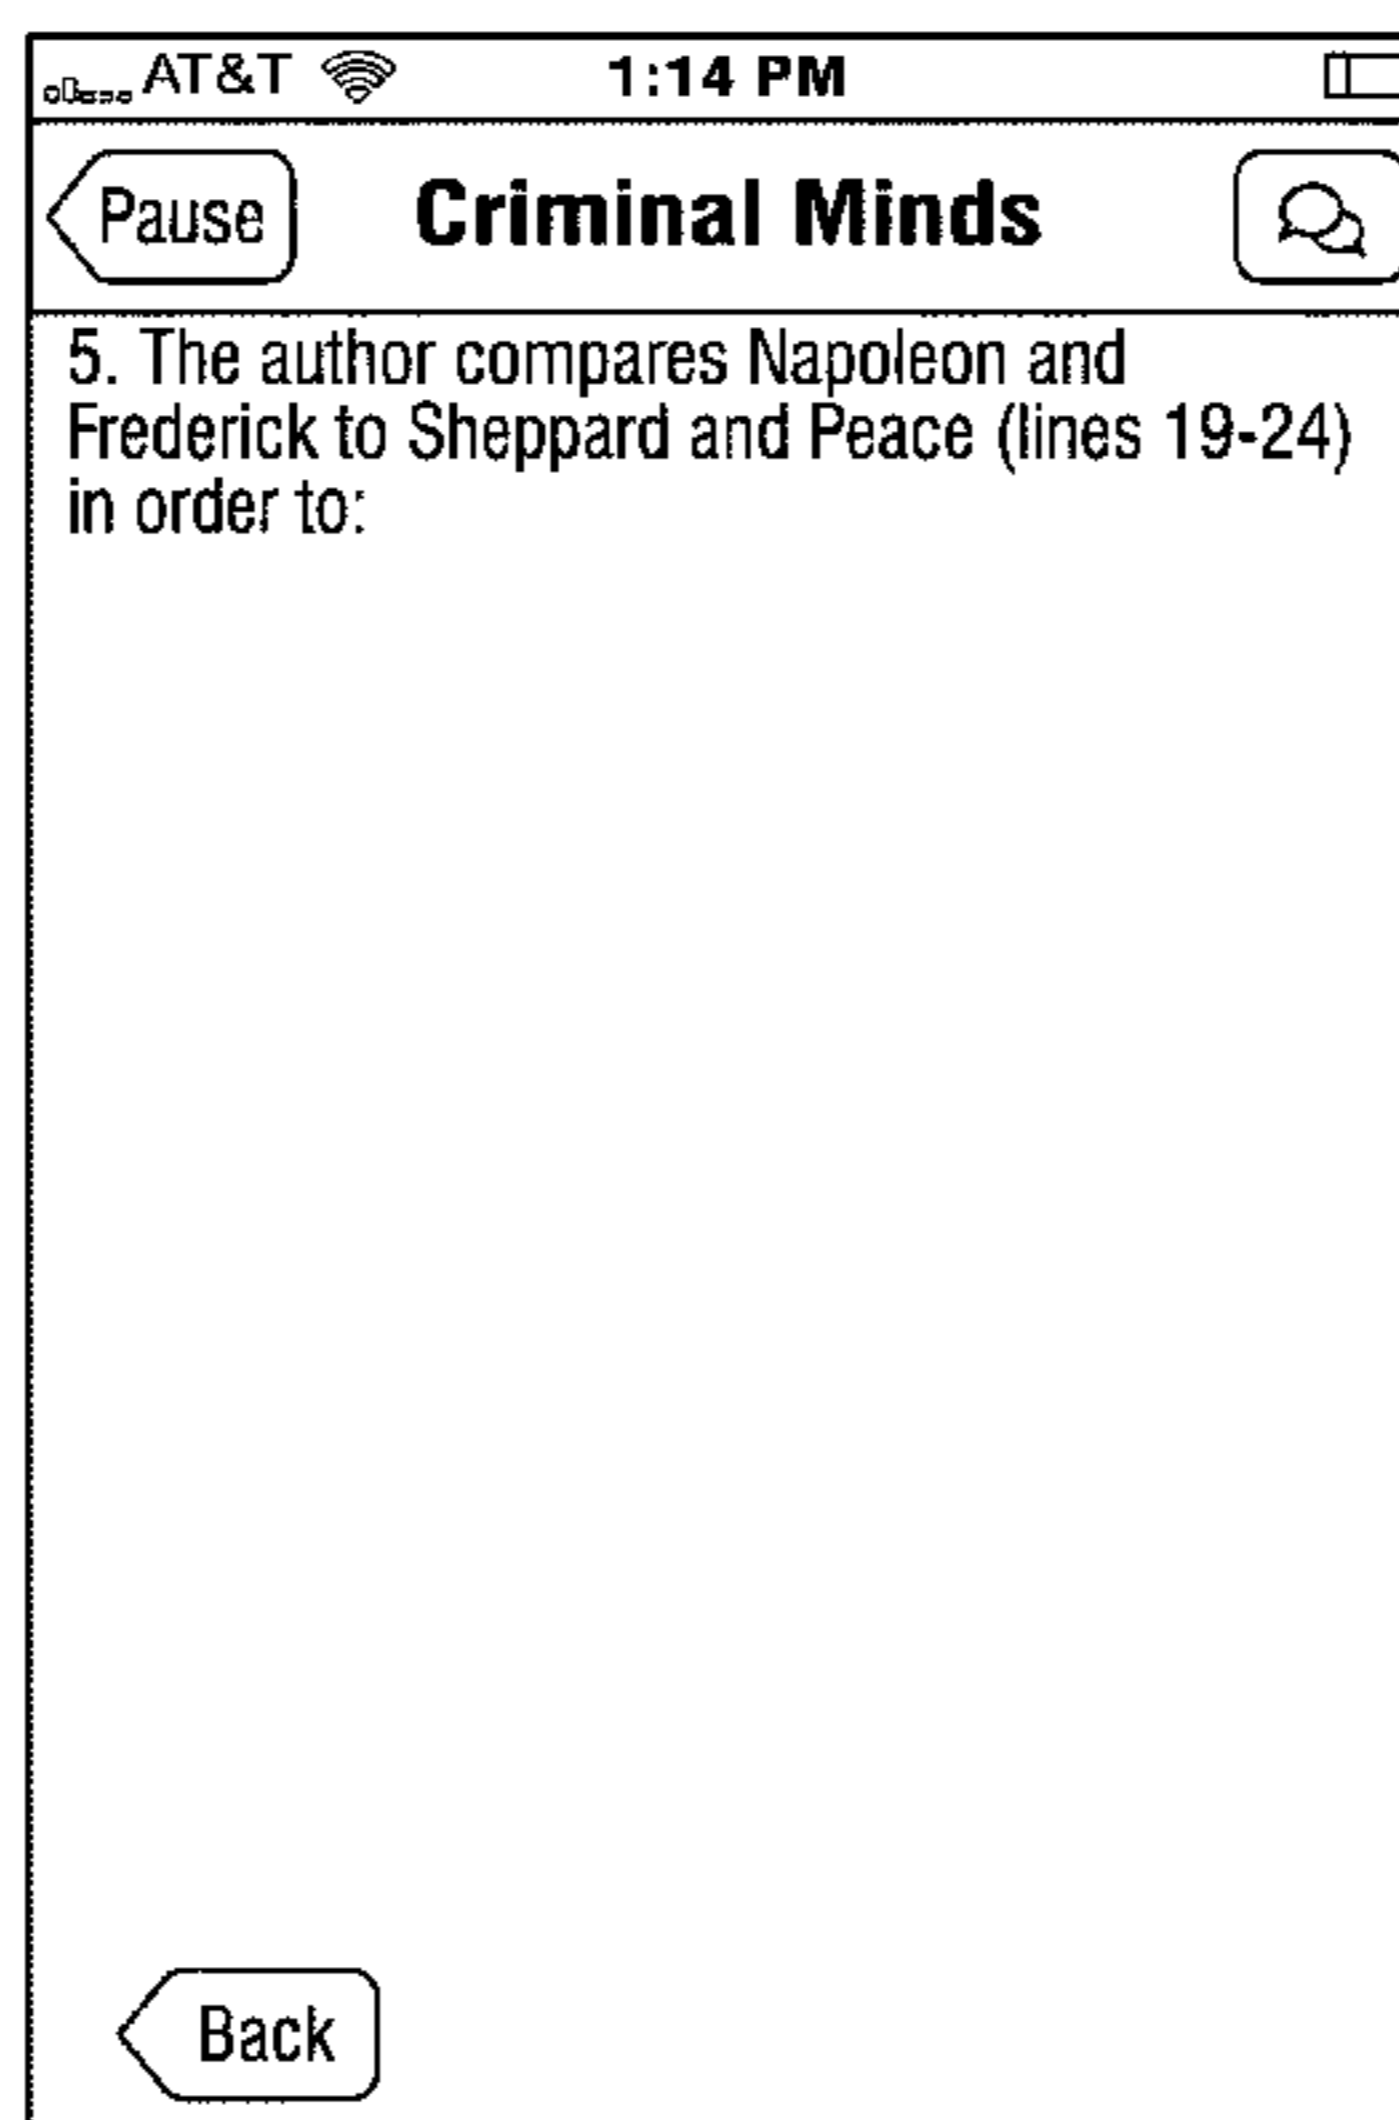 AT&T 1:14 PM
Pause Criminal Minds
5. The author compares Napoleon and
Frederick to Sheppard and Peace (lines 19-24)
in order to:
Back